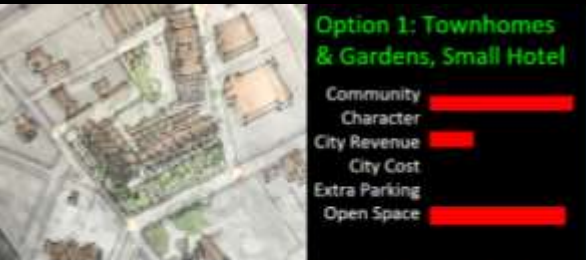 Option 1: Townhomes
& Gardens, Small Hotel
Community
Character
City Revenue
City Cost
Extra Parking
Open Space